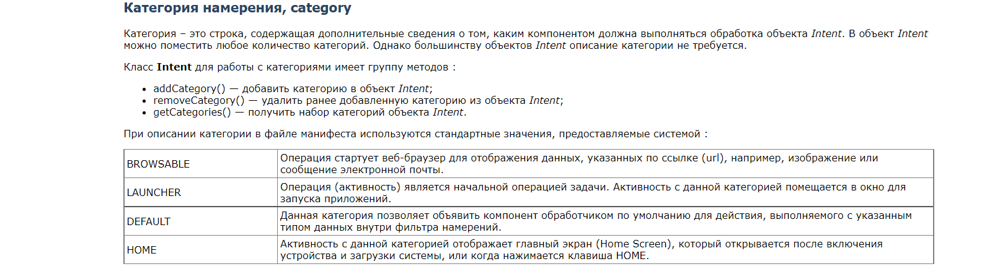 Категория намерения, category
Категория – это строка, содержащая дополнительные сведения о том, каким компонентом должна выполняться обработка объекта Intent. В объект Intent
можно поместить любое количество категорий. Однако большинству объектов Intent описание категории не требуется.
Класс Intent для работы с категориями имеет группу методов :
• addCategory() — добавить категорию в объект Intent;
• removeCategory() — удалить ранее добавленную категорию из объекта Intent;
• getCategories() — получить набор категорий объекта Intent.
При описании категории в файле манифеста используются стандартные значения, предоставляемые системой :
BROWSABLE
Операция стартует веб-браузер для отображения данных, указанных по ссылке (url), например, изображение или
сообщение электронной почты.
LAUNCHER
Операция (активность) является начальной операцией задачи. Активность с данной категорией помещается в окно для
запуска приложений.
DEFAULT
Данная категория позволяет объявить компонент обработчиком по умолчанию для действия, выполняемого с указанным
типом данных внутри фильтра намерений.
HOME
Активность с данной категорией отображает главный экран (Home Screen), который открывается после включения
устройства и загрузки системы, или когда нажимается клавиша HOME.